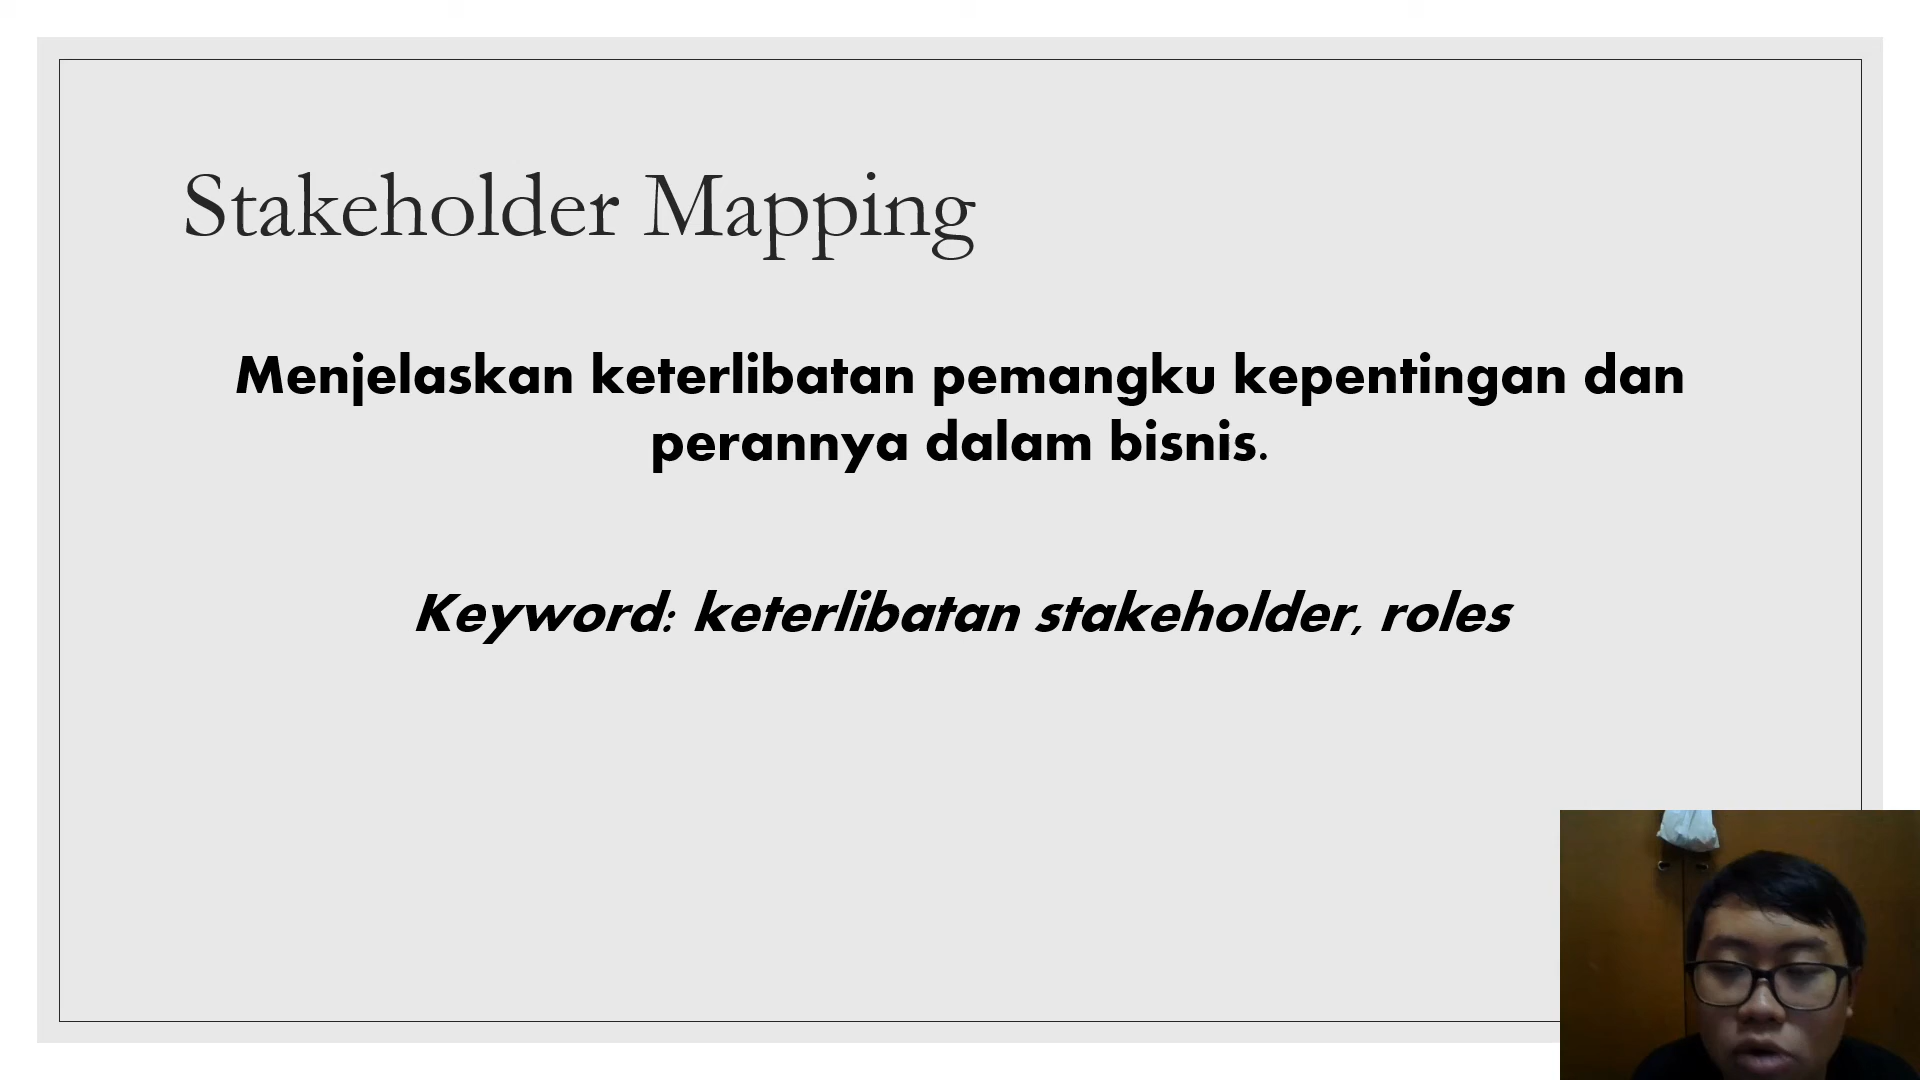 Stakeholder Mapping
Menjelaskan keterlibatan pemangku kepentingan dan
perannya dalam bisnis.
Keyword: keterlibatan stakeholder, roles